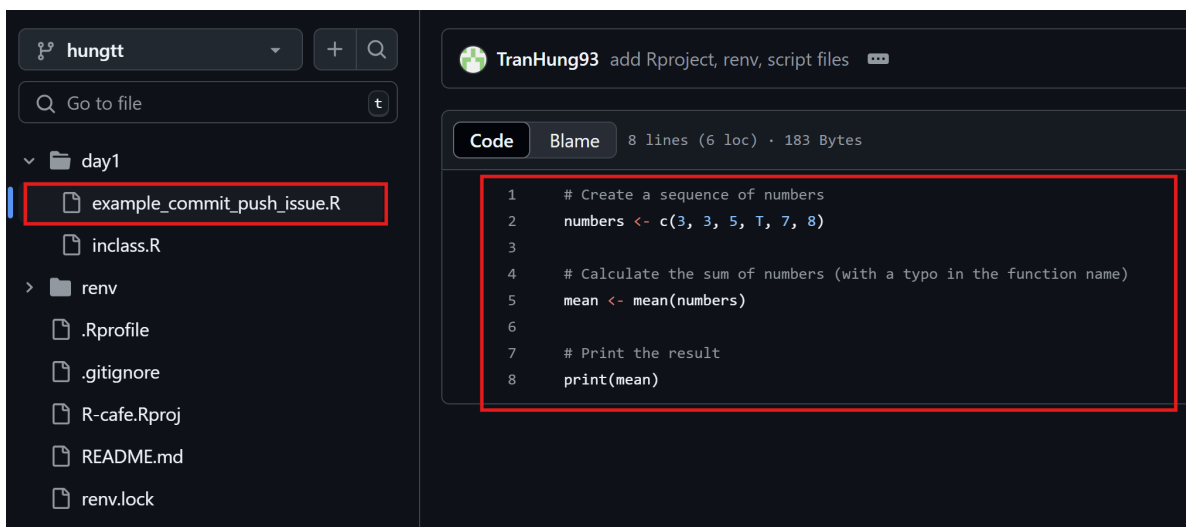 hungtt
Go to file
t
day1
example_commit_push_issue.R
inclass.R
renv
.Rprofile
.gitignore
R-cafe.Rproj
README.md
renv.lock
TranHung93 add Rproject, renv, script files
Code Blame 8 lines (6 loc) · 183 Bytes
1 # Create a sequence of numbers
2 numbers <- c(3, 3, 5, T, 7, 8)
3
4 # Calculate the sum of numbers (with a typo in the function name)
5 mean <- mean(numbers)
6
7 # Print the result
8 print(mean)